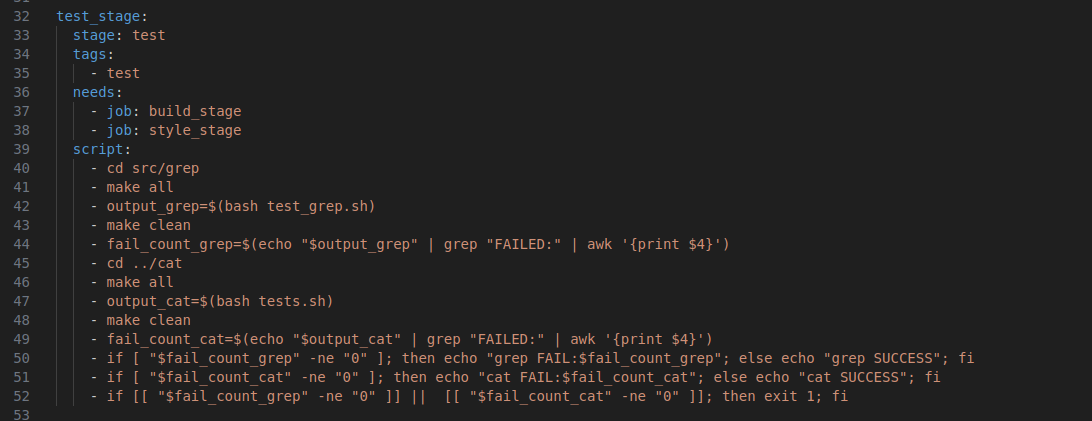 32 test_stage:
33   stage: test
34   tags:
35     - test
36   needs:
37     - job: build_stage
38     - job: style_stage
39   script:
40     - cd src/grep
41     - make all
42     - output_grep=$(bash test_grep.sh)
43     - make clean
44     - fail_count_grep=$(echo "$output_grep" | grep "FAILED:" | awk '{print $4}')
45     - cd ../cat
46     - make all
47     - output_cat=$(bash tests.sh)
48     - make clean
49     - fail_count_cat=$(echo "$output_cat" | grep "FAILED:" | awk '{print $4}')
50     - if [ "$fail_count_grep" -ne "0" ]; then echo "grep FAIL:$fail_count_grep"; else echo "grep SUCCESS"; fi
51     - if [ "$fail_count_cat" -ne "0" ]; then echo "cat FAIL:$fail_count_cat"; else echo "cat SUCCESS"; fi
52     - if [[ "$fail_count_grep" -ne "0" ]] ||  [[ "$fail_count_cat" -ne "0" ]]; then exit 1; fi
53